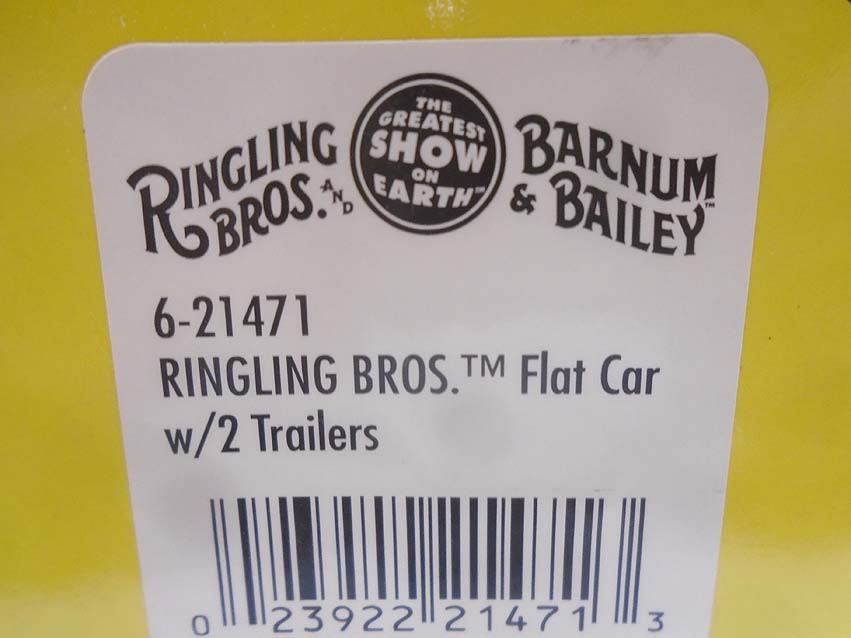 RINGLING
BROS. AND
THE
GREATEST
SHOW
ON
EARTH™
BARNUM
& BAILEY™
6-21471
RINGLING BROS.™ Flat Car
w/2 Trailers
0 23922 21471 3